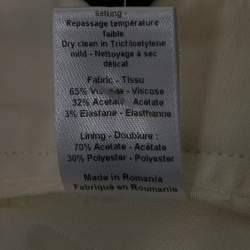 setting -
Repassage température
faible
Dry clean in Trichloetylene
mild - Nettoyage à sec
délicat
Fabric - Tissu
65% Viscose - Viscose
32% Acetate - Acétate
3% Elastane - Elasthanne
Lining - Doublure :
70% Acetate - Acétate
30% Polyester - Polyester
Made in Romania
Fabriqué en Roumanie